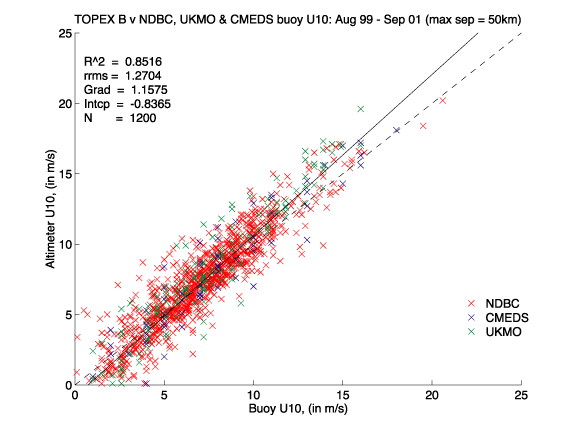 TOPEX B v NDBC, UKMO & CMEDS buoy U10: Aug 99 - Sep 01 (max sep = 50km)
25
R^2 = 0.8516
rrms = 1.2704
Grad = 1.1575
Intcp = -0.8365
N = 1200
20
15
Altimeter U10, (in m/s)
10
5
0
NDBC
CMEDS
UKMO
0 5 10 15 20 25
Buoy U10, (in m/s)